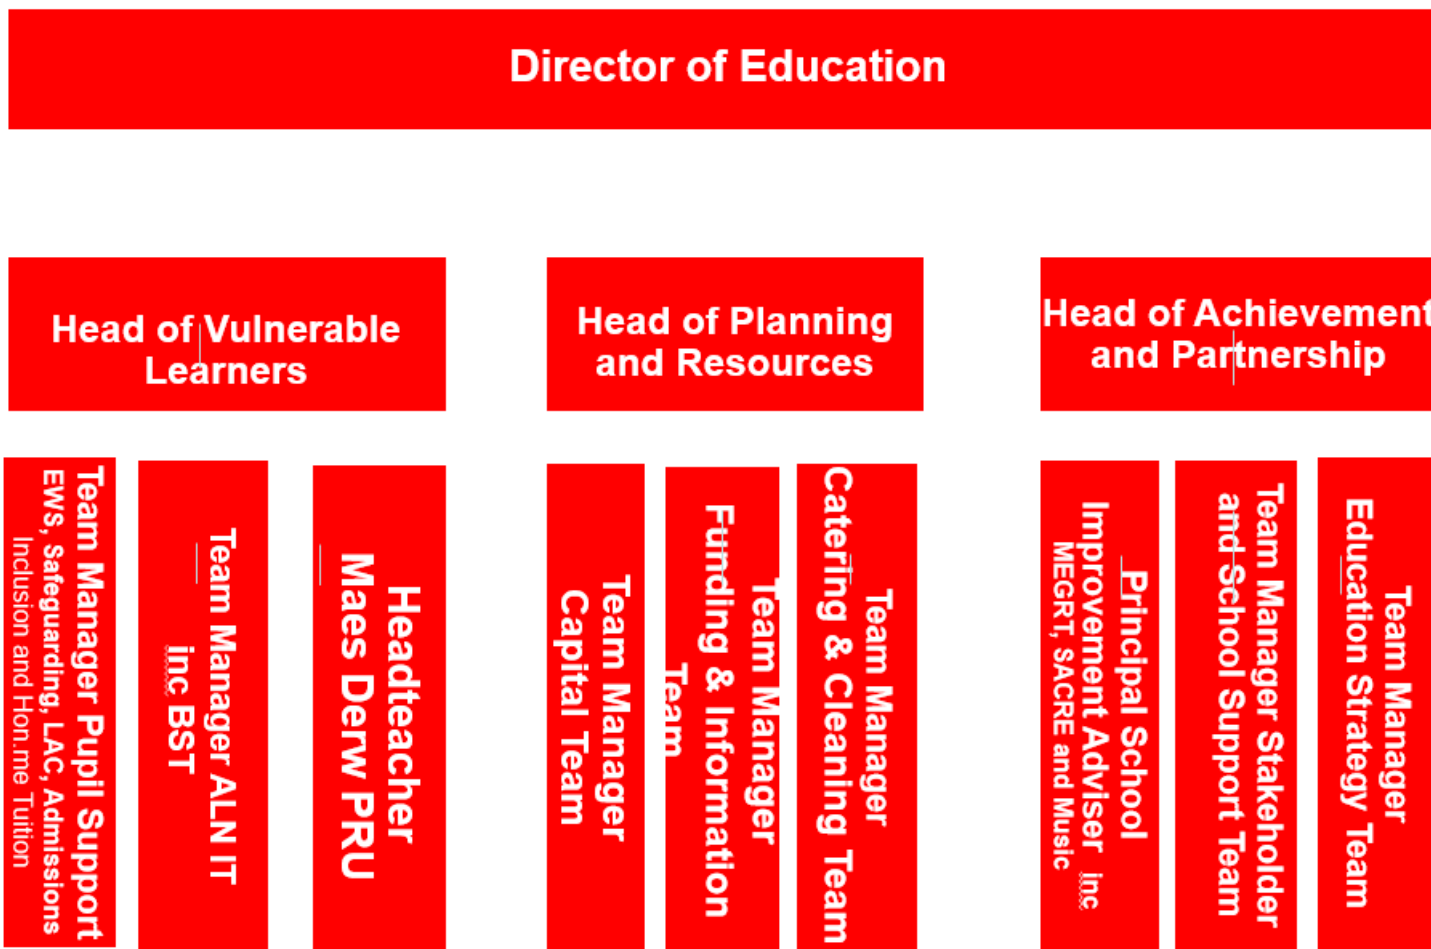 Director of Education
Head of Vulnerable
Learners
Head of Planning
and Resources
Head of Achievement
and Partnership
Team Manager Pupil Support
EWS, Safeguarding, LAC, Admissions
Inclusion and Hon.me Tuition
Team Manager ALN IT
inc BST
Headteacher
Maes Derw PRU
Team Manager
Capital Team
Team Manager
Funding & Information
Team
Team Manager
Catering & Cleaning Team
Principal School
Improvement Adviser inc
MEGRT, SACRE and Music
Team Manager Stakeholder
and School Support Team
Team Manager
Education Strategy Team